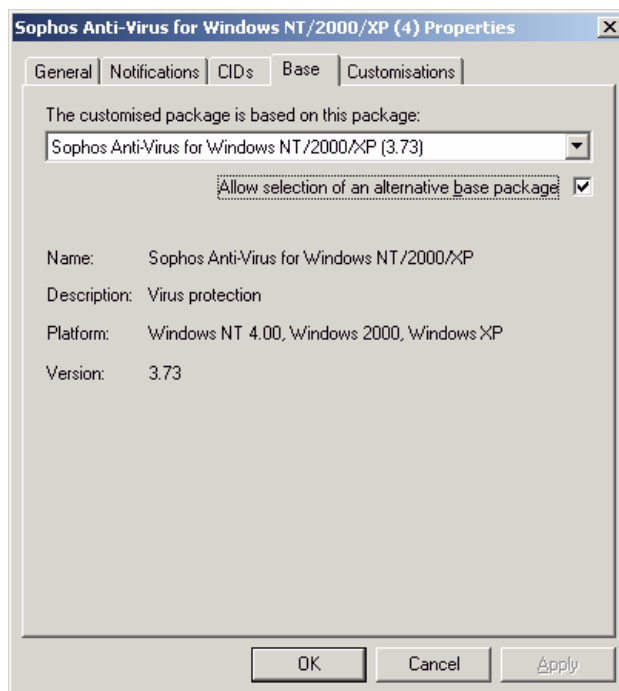 Sophos Anti-Virus for Windows NT/2000/XP (4) Properties
General Notifications CIDs Base Customisations
The customised package is based on this package:
Sophos Anti-Virus for Windows NT/2000/XP (3.73)
Allow selection of an alternative base package
Name: Sophos Anti-Virus for Windows NT/2000/XP
Description: Virus protection
Platform: Windows NT 4.00, Windows 2000, Windows XP
Version: 3.73
OK Cancel Apply